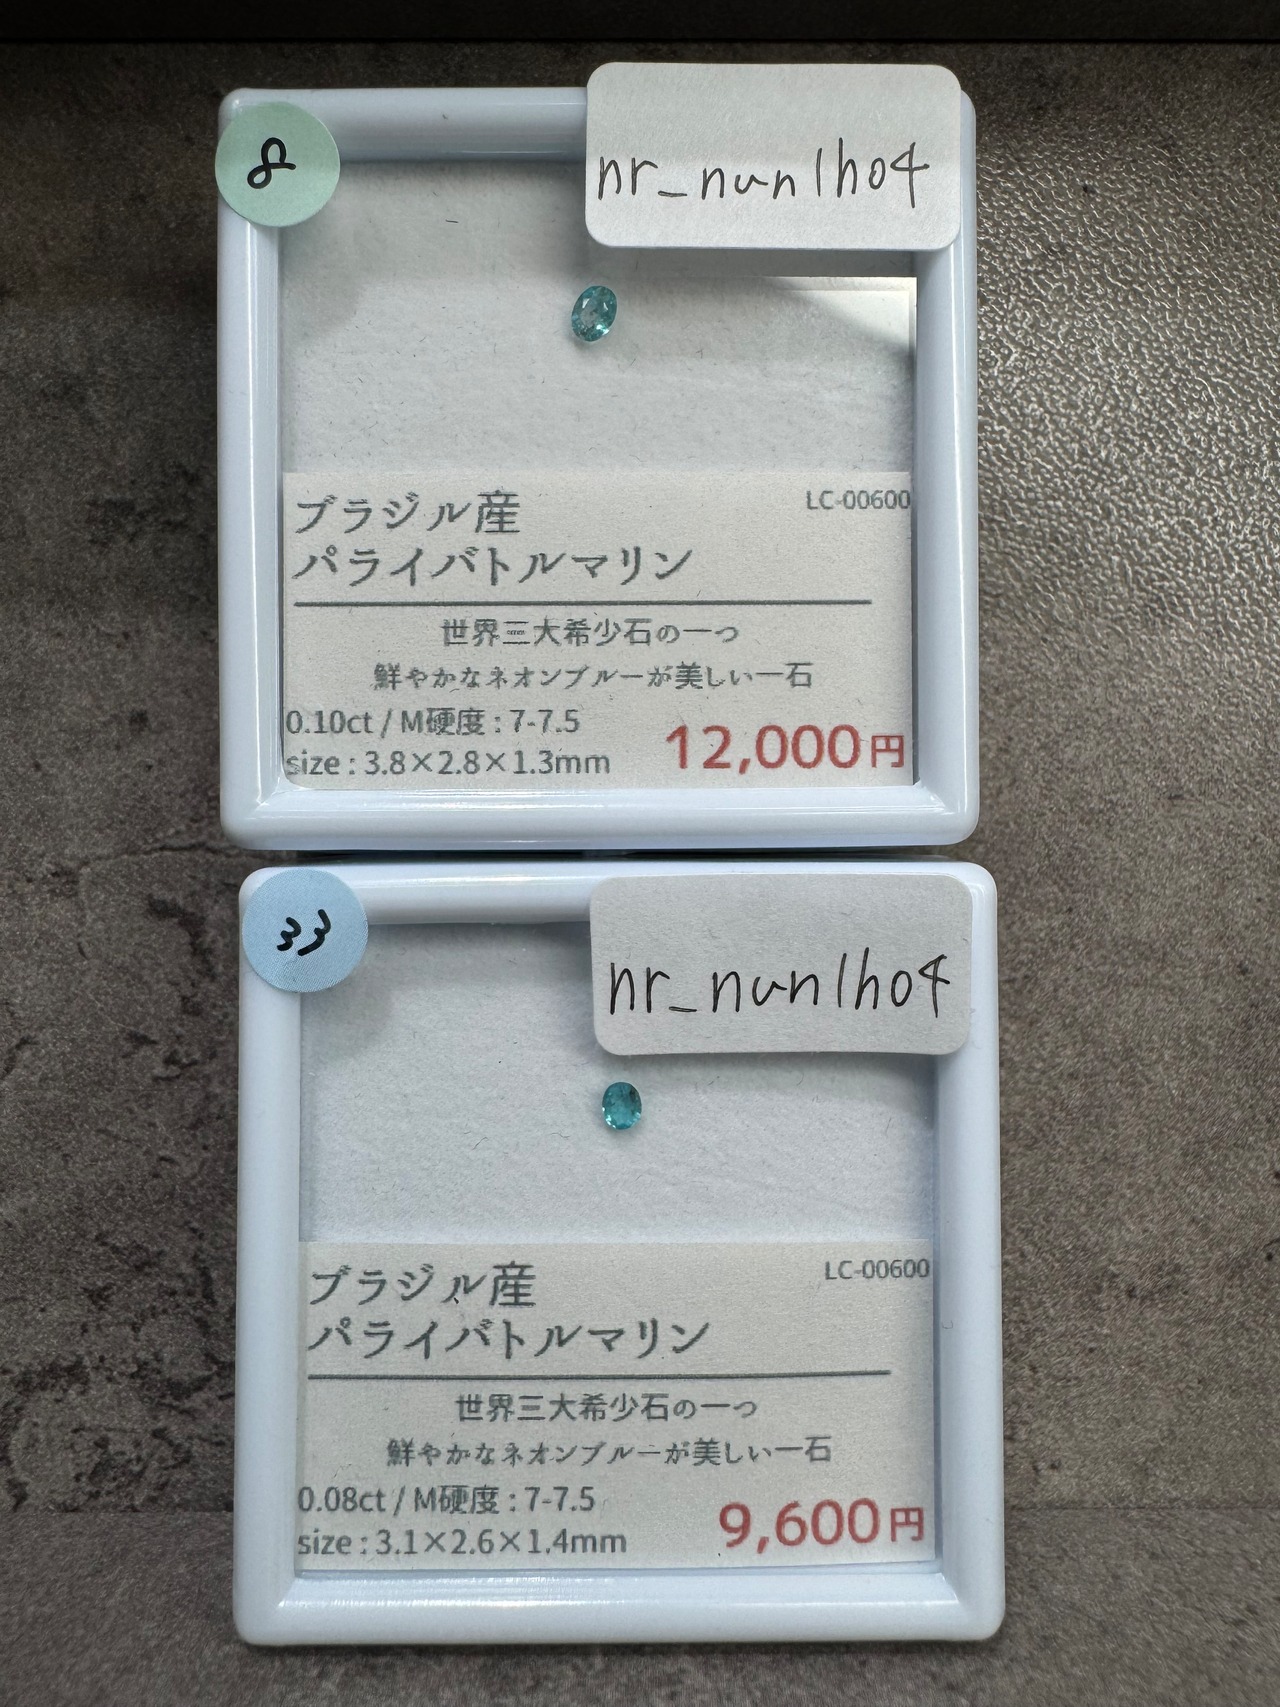 8
nr_nun1ho4
ブラジル産
LC-00600
パライバトルマリン
世界三大希少石の一つ
鮮やかなネオンブルーが美しい一石
0.10ct / M硬度 : 7-7.5
size : 3.8×2.8×1.3mm
12,000円
33
nr_nun1ho4
ブラジル産
LC-00600
パライバトルマリン
世界三大希少石の一つ
鮮やかなネオンブルーが美しい一石
0.08ct / M硬度 : 7-7.5
size : 3.1×2.6×1.4mm
9,600円